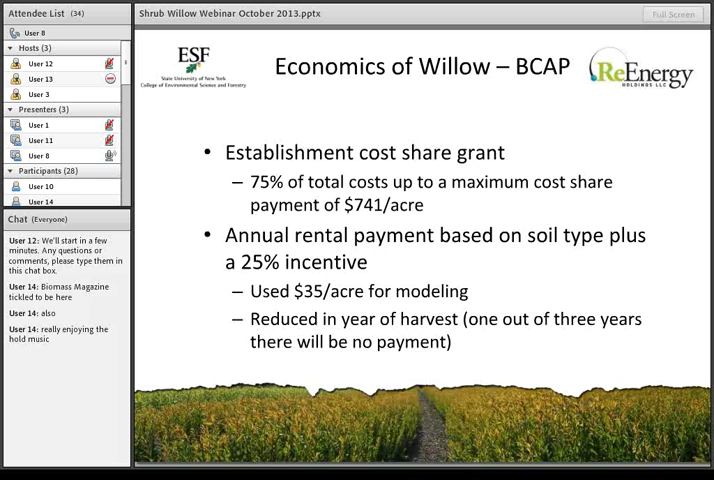 Attendee List (34)
User 8
Hosts (3)
User 12
User 13
User 3
Presenters (3)
User 1
User 11
User 8
Participants (28)
User 10
User 14
Chat (Everyone)
User 12: We'll start in a few
minutes. Any questions or
comments, please type them in
this chat box.
User 14: Biomass Magazine
tickled to be here
User 14: also
User 14: really enjoying the
hold music
Shrub Willow Webinar October 2013.pptx
Full Screen
ESF
State University of New York
College of Environmental Science and Forestry
Economics of Willow – BCAP
ReEnergy
HOLDINGS LLC
• Establishment cost share grant
– 75% of total costs up to a maximum cost share
payment of $741/acre
• Annual rental payment based on soil type plus
a 25% incentive
– Used $35/acre for modeling
– Reduced in year of harvest (one out of three years
there will be no payment)